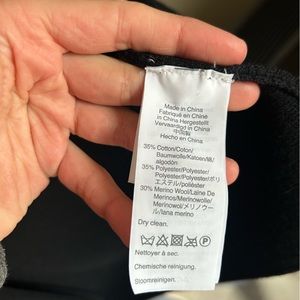 Made in China
Fabriqué en Chine
in China Hergestellt
Vervaardid in China
中国製
Hecho en China
35% Cotton/Coton/
Baumwolle/Katoen/綿/
algodón
35% Polyester/Polyester/
Polyester/Polyester/ポリ
エステル/poliéster
30% Merino Wool/Laine De
Merinos/Merinowolle/
Merinowol/メリノウー
ル/lana merino
Dry clean.
Nettoyer à sec.
Chemische reinigung.
Stoomreinigen.